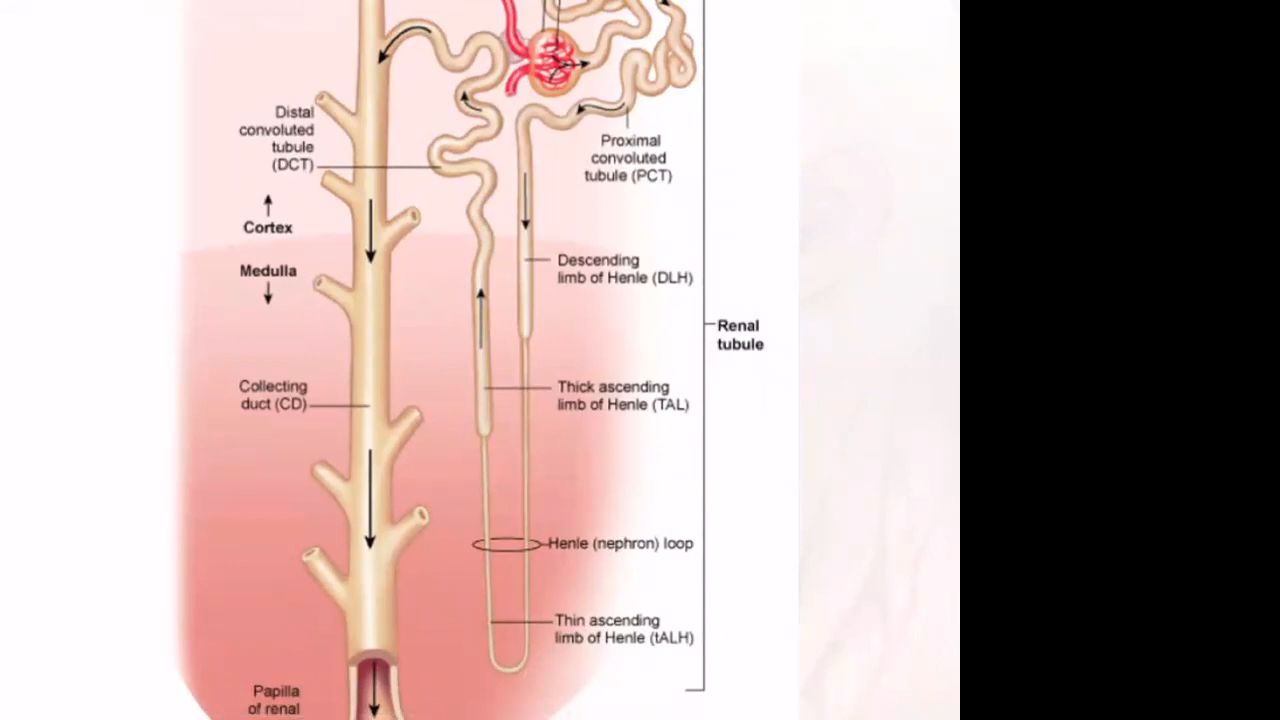 Distal
convoluted
tubule
(DCT)
Proximal
convoluted
tubule (PCT)
Cortex
Medulla
Descending
limb of Henle (DLH)
Renal
tubule
Collecting
duct (CD)
Thick ascending
limb of Henle (TAL)
Henle (nephron) loop
Thin ascending
limb of Henle (tALH)
Papilla
of renal